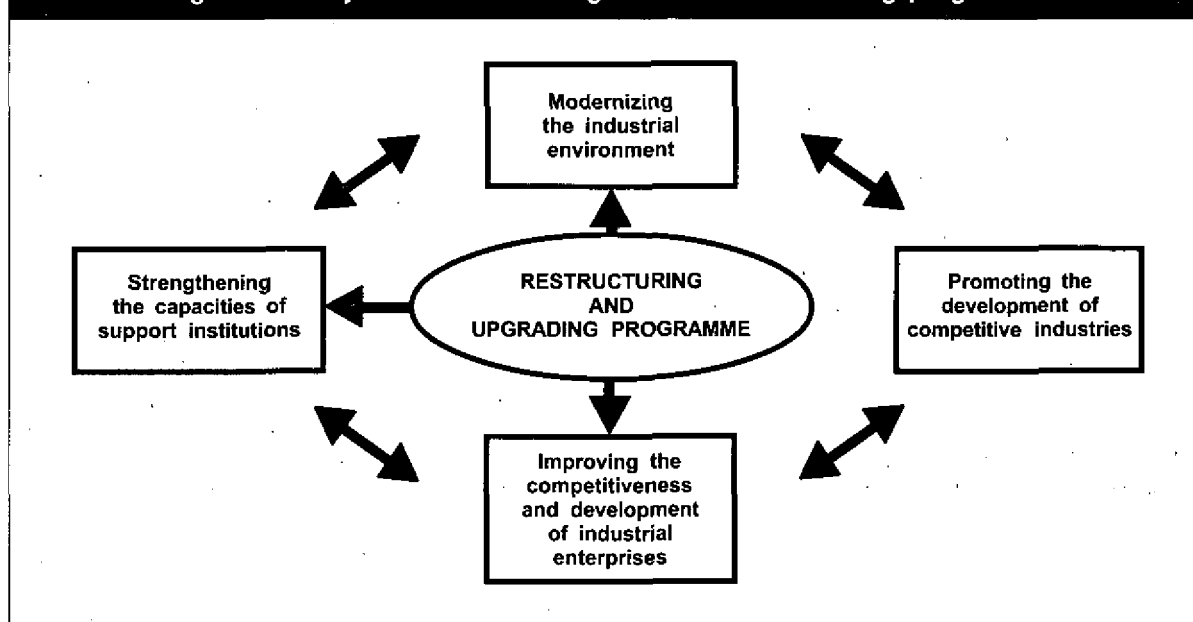 Modernizing
the industrial
environment
Strengthening
the capacities of
support institutions
RESTRUCTURING
AND
UPGRADING PROGRAMME
Promoting the
development of
competitive industries
Improving the
competitiveness
and development
of industrial
enterprises